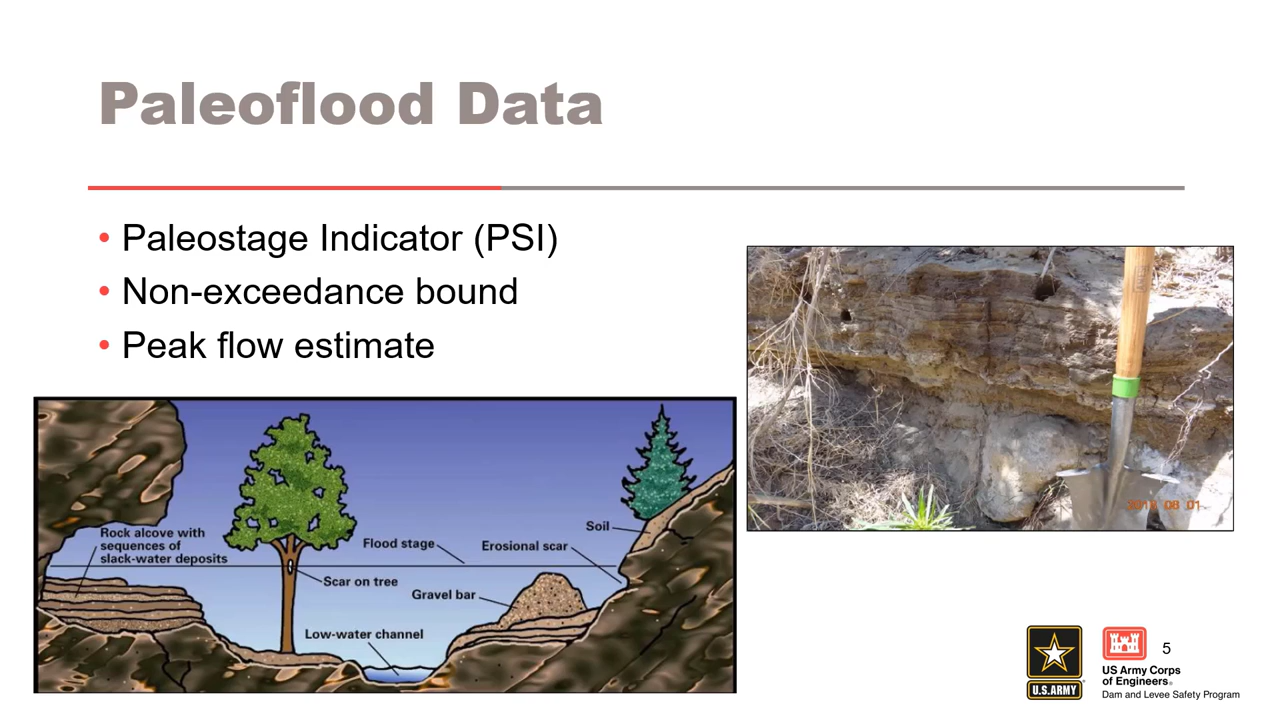 Paleoflood Data
• Paleostage Indicator (PSI)
• Non-exceedance bound
• Peak flow estimate
Rock alcove with
sequences of
slack-water deposits
Flood stage
Scar on tree
Low-water channel
Gravel bar
Erosional scar
Soil
08 01
U.S.ARMY
US Army Corps
of Engineers®
Dam and Levee Safety Program
5